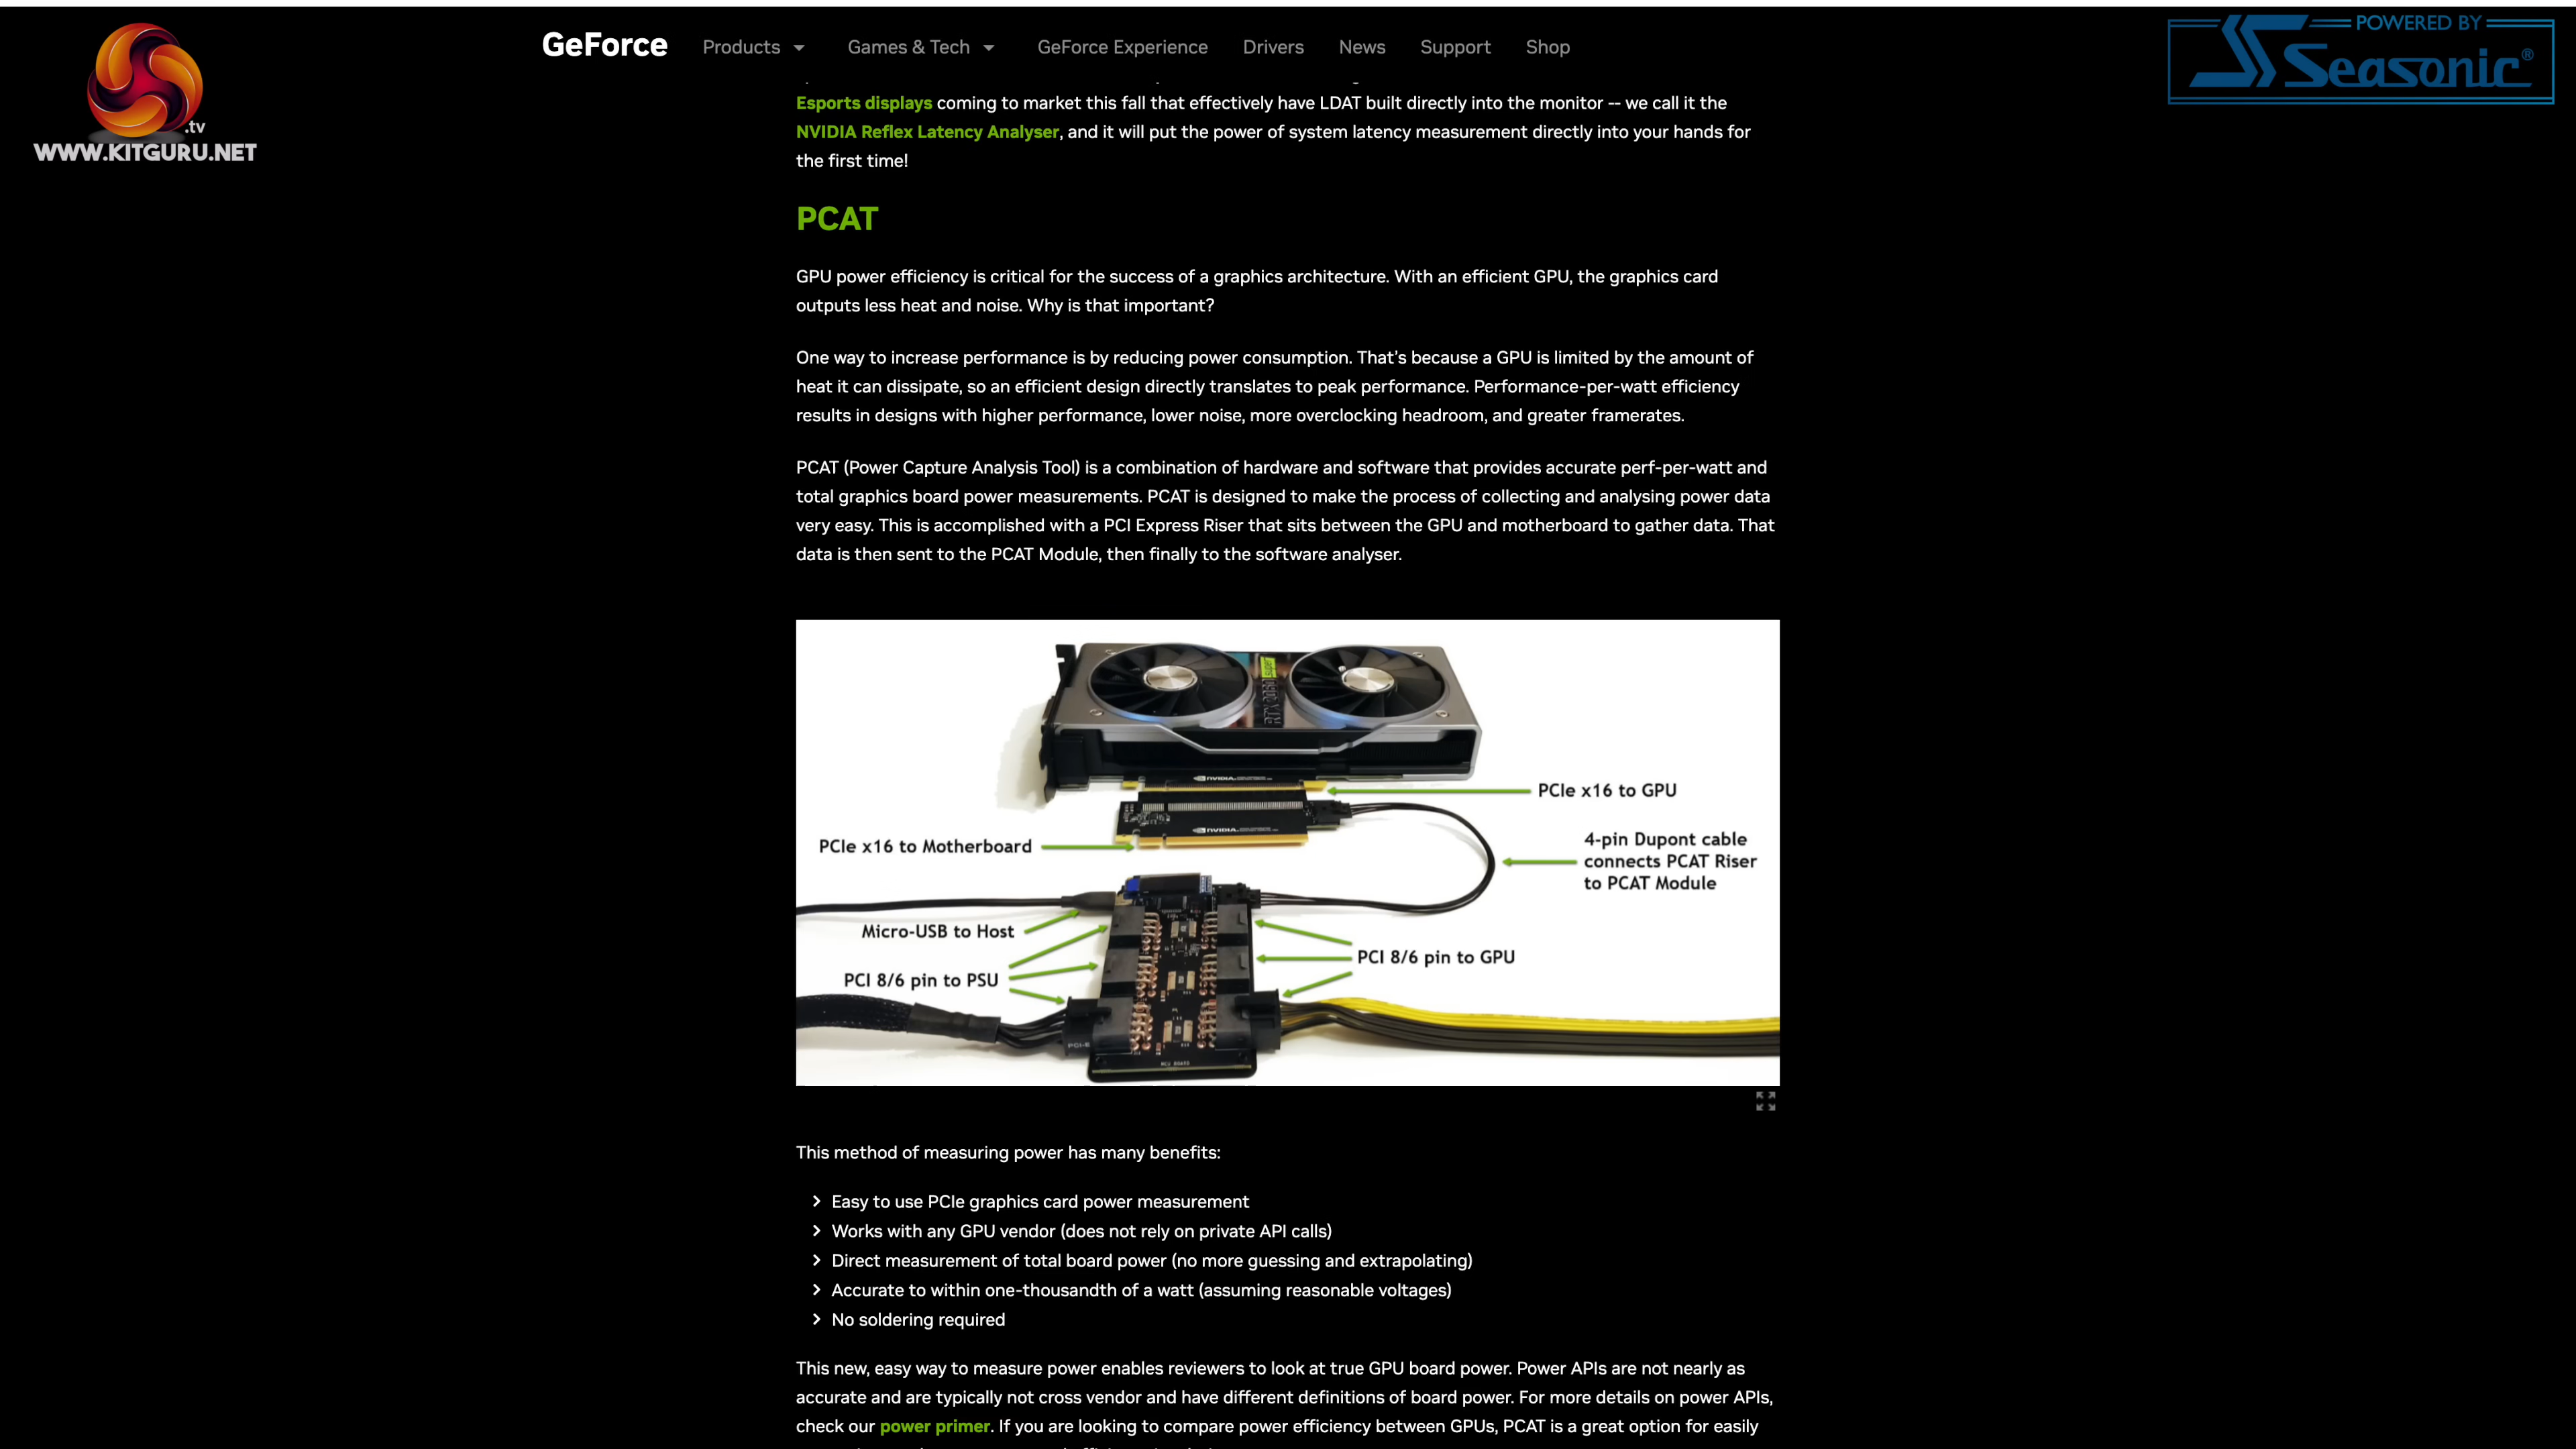 .tv
WWW.KITGURU.NET
GeForce
Products
Games & Tech
GeForce Experience
Drivers
News
Support
Shop
POWERED BY
Seasonic®
Esports displays coming to market this fall that effectively have LDAT built directly into the monitor -- we call it the
NVIDIA Reflex Latency Analyser, and it will put the power of system latency measurement directly into your hands for
the first time!
PCAT
GPU power efficiency is critical for the success of a graphics architecture. With an efficient GPU, the graphics card
outputs less heat and noise. Why is that important?
One way to increase performance is by reducing power consumption. That’s because a GPU is limited by the amount of
heat it can dissipate, so an efficient design directly translates to peak performance. Performance-per-watt efficiency
results in designs with higher performance, lower noise, more overclocking headroom, and greater framerates.
PCAT (Power Capture Analysis Tool) is a combination of hardware and software that provides accurate perf-per-watt and
total graphics board power measurements. PCAT is designed to make the process of collecting and analysing power data
very easy. This is accomplished with a PCI Express Riser that sits between the GPU and motherboard to gather data. That
data is then sent to the PCAT Module, then finally to the software analyser.
super
NVIDIA.
PCIe x16 to GPU
NVIDIA.
PCIe x16 to Motherboard
4-pin Dupont cable
connects PCAT Riser
to PCAT Module
Micro-USB to Host
PCI 8/6 pin to GPU
PCI 8/6 pin to PSU
PCI-E
This method of measuring power has many benefits:
Easy to use PCIe graphics card power measurement
Works with any GPU vendor (does not rely on private API calls)
Direct measurement of total board power (no more guessing and extrapolating)
Accurate to within one-thousandth of a watt (assuming reasonable voltages)
No soldering required
This new, easy way to measure power enables reviewers to look at true GPU board power. Power APIs are not nearly as
accurate and are typically not cross vendor and have different definitions of board power. For more details on power APIs,
check our power primer. If you are looking to compare power efficiency between GPUs, PCAT is a great option for easily